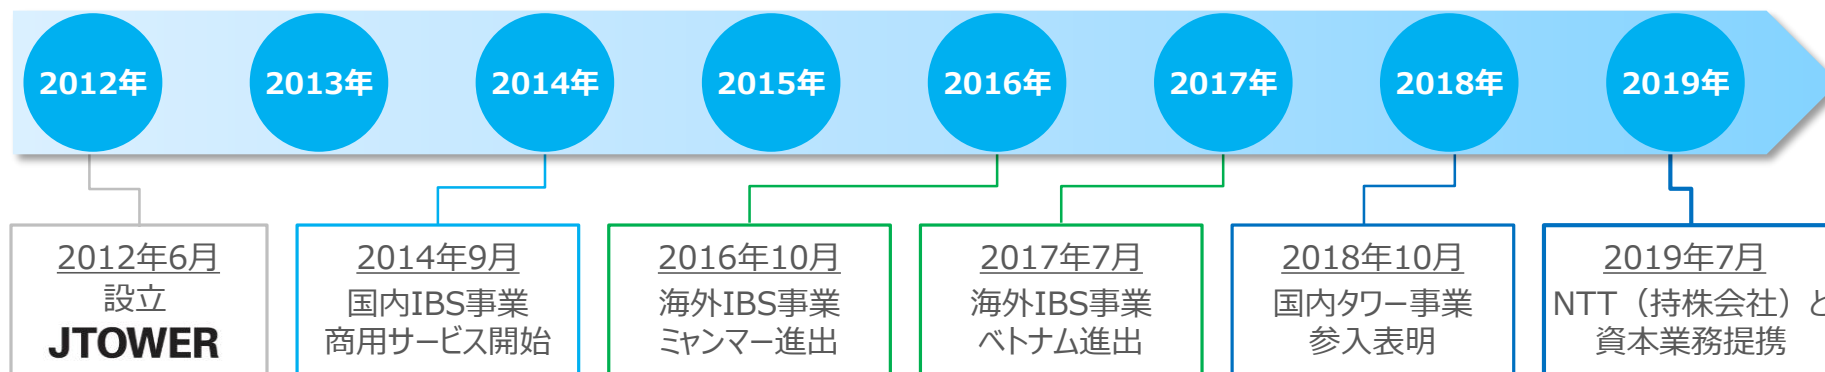 2012年
2013年
2014年
2015年
2016年
2017年
2018年
2019年
2012年6月
設立
JTOWER
2014年9月
国内IBS事業
商用サービス開始
2016年10月
海外IBS事業
ミャンマー進出
2017年7月
海外IBS事業
ベトナム進出
2018年10月
国内タワー事業
参入表明
2019年7月
NTT（持株会社）と
資本業務提携